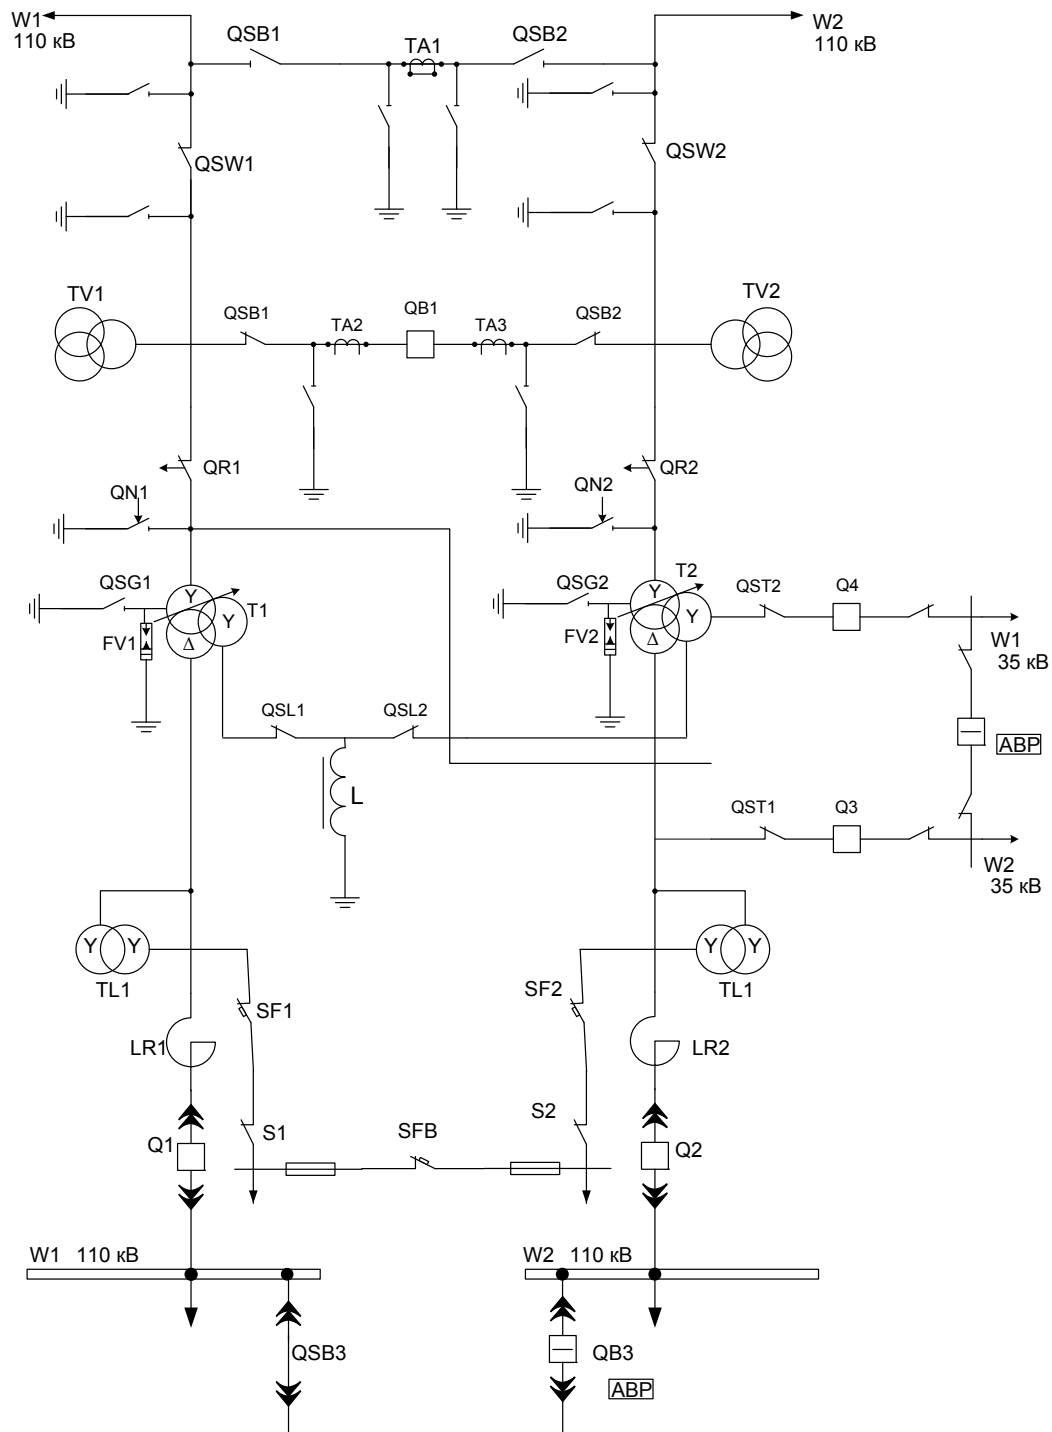 W1
110 кВ
QSB1
TA1
QSB2
W2
110 кВ
QSW1
QSW2
TV1
QSB1
TA2
QB1
TA3
QSB2
TV2
QR1
QR2
QN1
QN2
QSG1
Y
Y
Δ
T1
FV1
QSG2
T2
Y
Y
Δ
FV2
QST2
Q4
W1
35 кВ
QSL1
QSL2
АВР
L
QST1
Q3
W2
35 кВ
Y Y
TL1
Y Y
TL1
SF1
SF2
LR1
LR2
Q1
S1
SFB
S2
Q2
W1 110 кВ
W2 110 кВ
QSB3
QB3
АВР